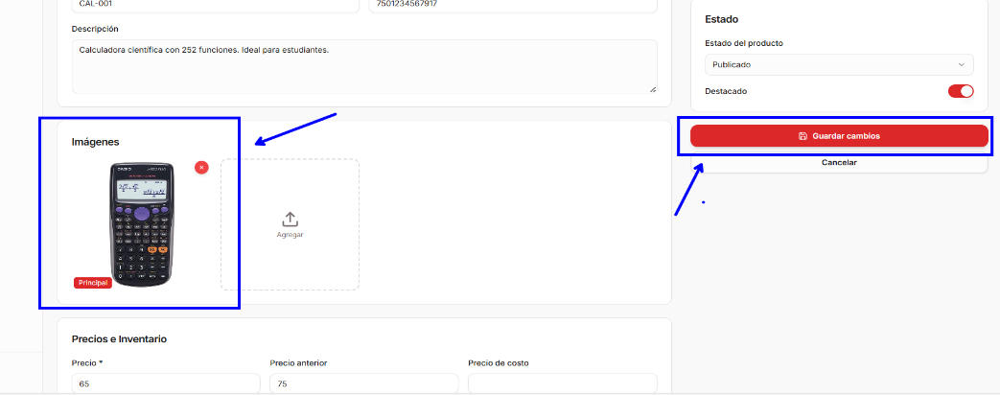 CAL-001
7501234567917
Descripción
Calculadora científica con 252 funciones. Ideal para estudiantes.
Estado
Estado del producto
Publicado
Destacado
Guardar cambios
Cancelar
Imágenes
CASIO
Principal
Agregar
Precios e Inventario
Precio *
Precio anterior
Precio de costo
65
75